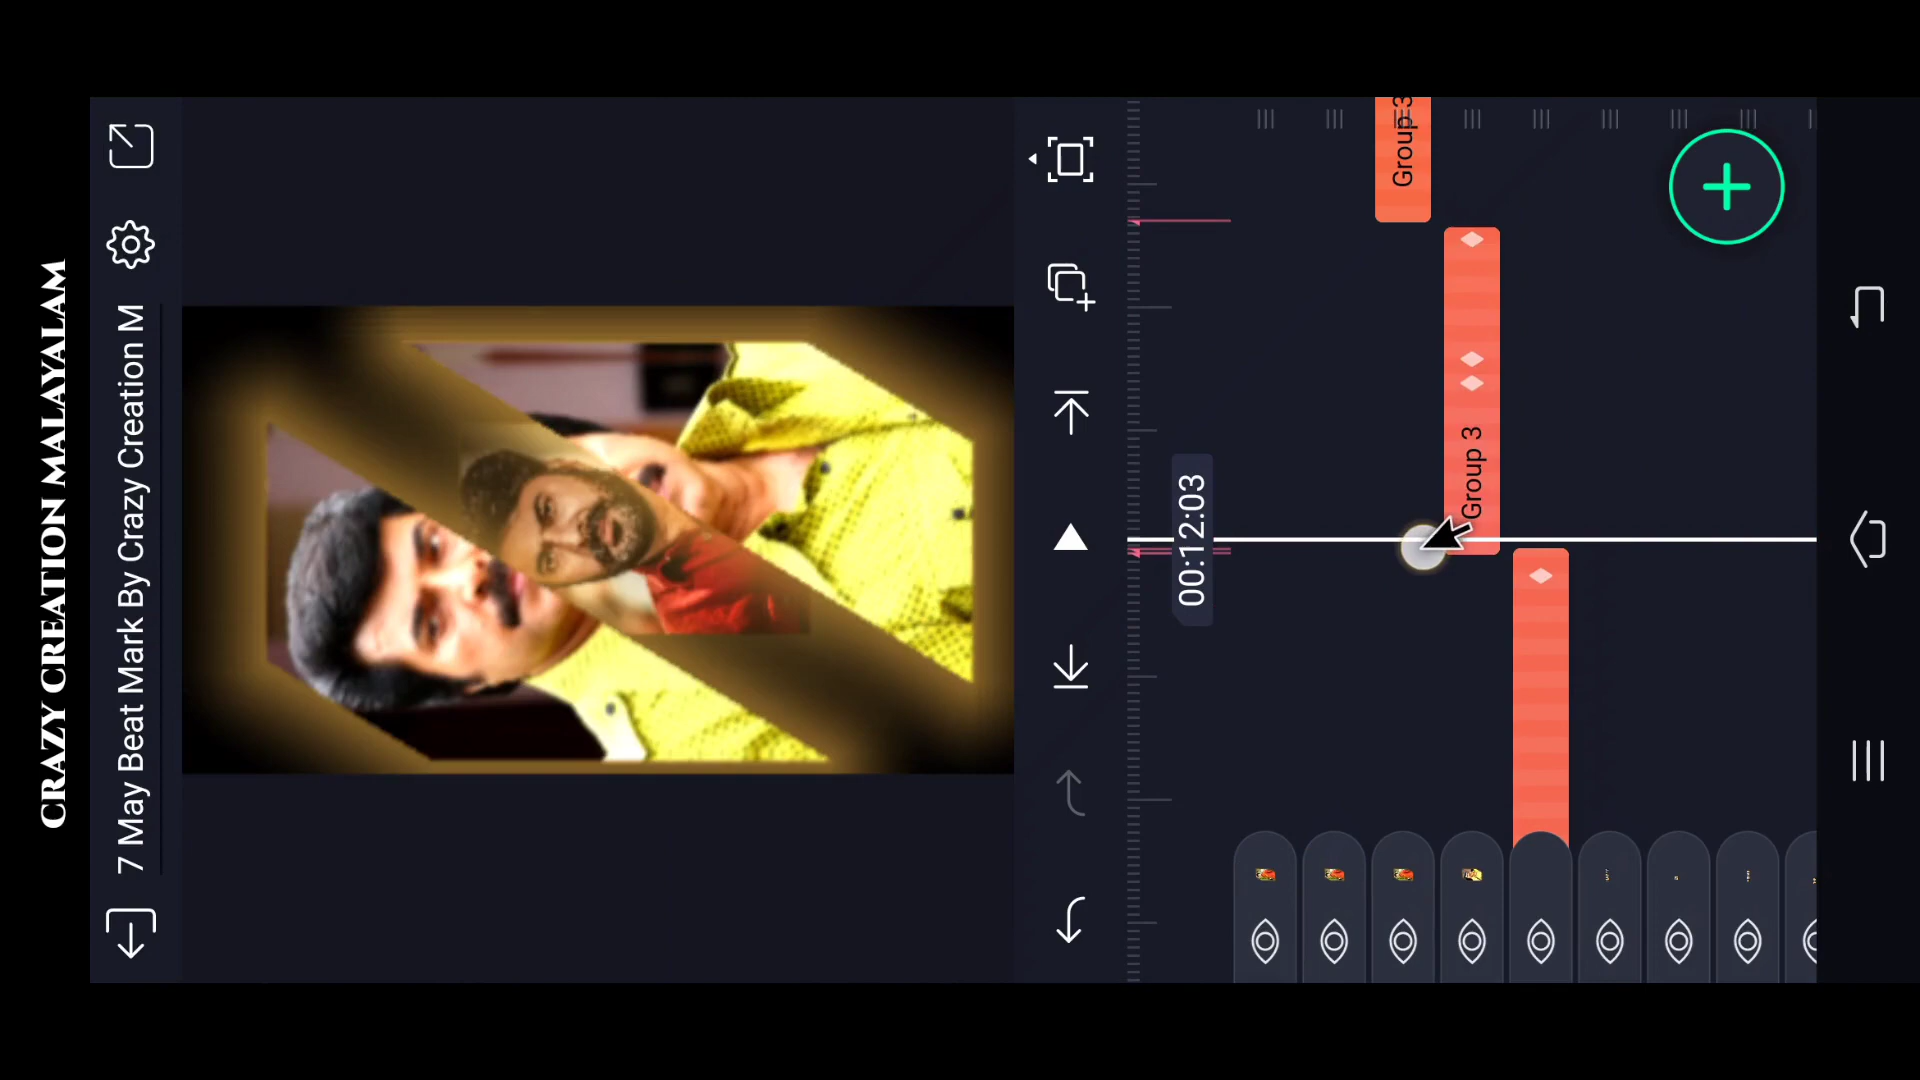 CRAZY CREATION MALAYALAM
7 May Beat Mark By Crazy Creation M
00:12:03
Group 3
Group 3